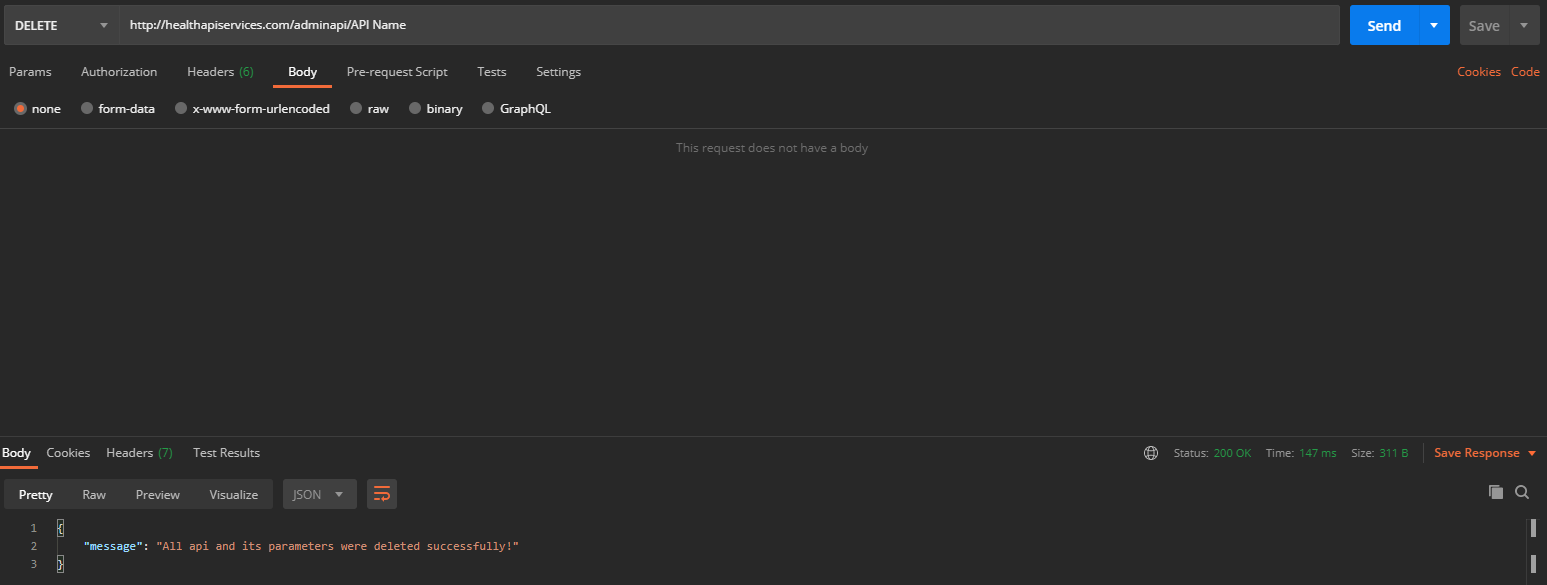 DELETE http://healthapiservices.com/adminapi/API Name Send Save
Params Authorization Headers (6) Body Pre-request Script Tests Settings Cookies Code
none form-data x-www-form-urlencoded raw binary GraphQL
This request does not have a body
Body Cookies Headers (7) Test Results Status: 200 OK Time: 147 ms Size: 311 B Save Response
Pretty Raw Preview Visualize JSON
1 {
2 "message": "All api and its parameters were deleted successfully!"
3 }